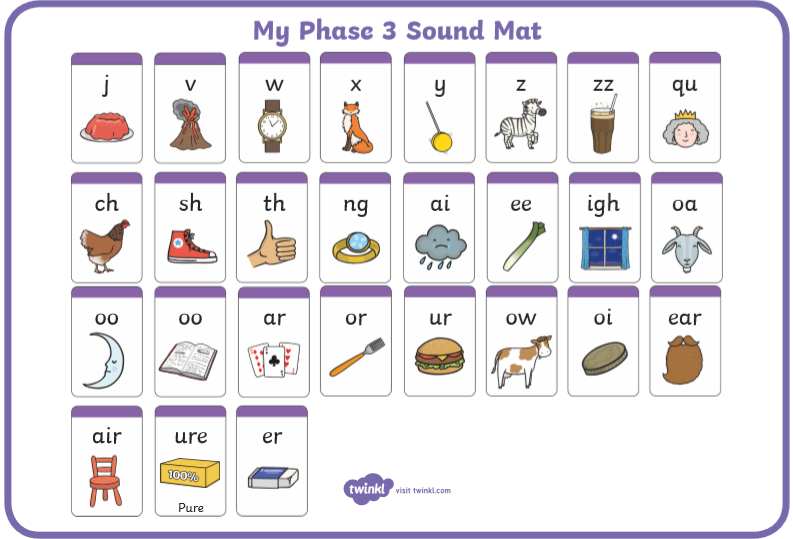 My Phase 3 Sound Mat
j v w x y z zz qu
ch sh th ng ai ee igh oa
oo oo ar or ur ow oi ear
air ure er
100%
Pure
twinkl visit twinkl.com